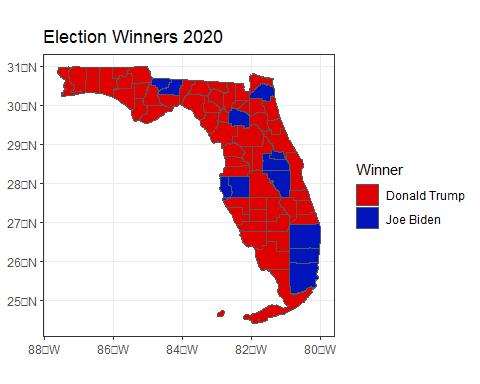 Election Winners 2020
31□N
30□N
29□N
28□N
27□N
26□N
25□N
88□W
86□W
84□W
82□W
80□W
Winner
Donald Trump
Joe Biden